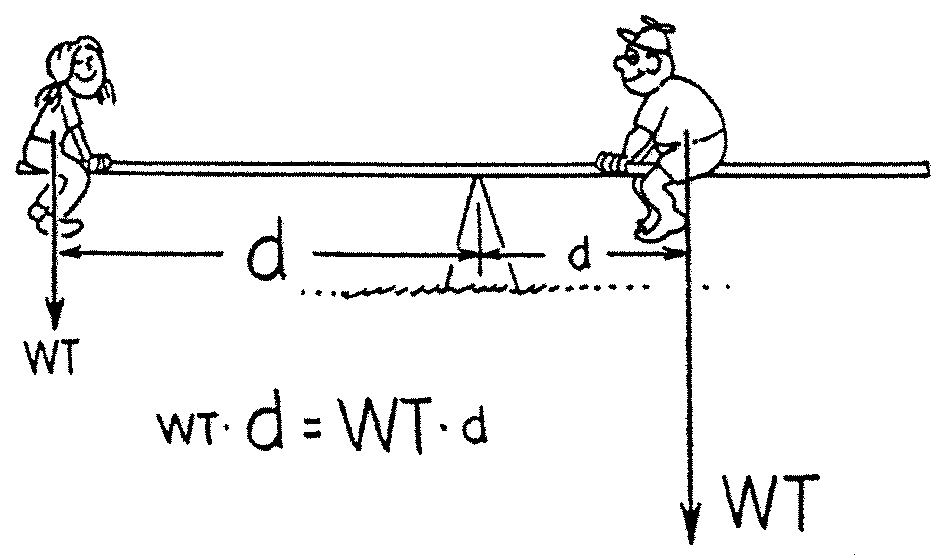 d d
WT
WT · d = WT · d
WT